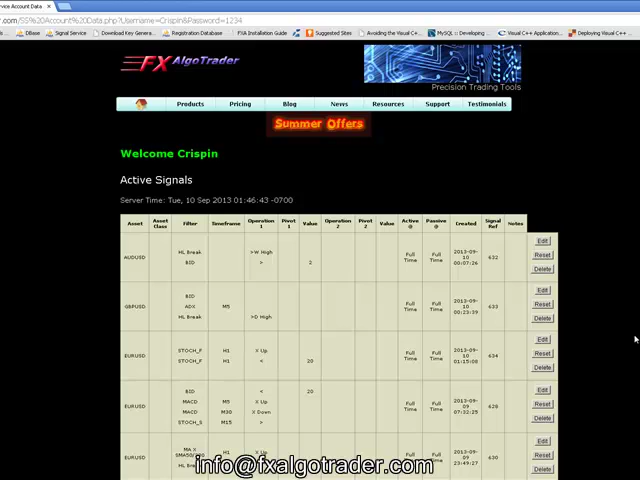 ervice Account Data
r.com/SS%20Account%20Data.php?Username=Crispin&Password=1234
DBase Signal Service Download Key Generat.. Registration Database FXA Installation Guide Suggested Sites Avoiding the Visual C+.. MySQL :: Developing .. Visual C++ Application.. Deploying Visual C+..
FX AlgoTrader
Precision Trading Tools
Products Pricing Blog News Resources Support Testimonials
Summer Offers
Welcome Crispin
Active Signals
Server Time: Tue, 10 Sep 2013 01:46:43 -0700
Asset Asset Class Filter Timeframe Operation 1 Pivot 1 Value Operation 2 Pivot 2 Value Active @ Passive @ Created Signal Ref Notes
AUDUSD HL Break BID >W High > 2 Full Time Full Time 2013-09-10 00:07:26 632 Edit Reset Delete
GBPUSD BID ADX HL Break M5 >D High Full Time Full Time 2013-09-10 00:23:39 633 Edit Reset Delete
EURUSD STOCH_F STOCH_F H1 H1 X Up < 20 Full Time Full Time 2013-09-10 01:15:08 634 Edit Reset Delete
EURUSD BID MACD MACD STOCH_S M5 M30 M15 < X Up X Down > 20 Full Time Full Time 2013-09-09 07:32:25 628 Edit Reset Delete
EURUSD MA X SMA50/ HL Br H1 X Up Full Time Full Time 2013-09-09 23:49:27 630 Edit Reset Delete
info@fxalgotrader.com